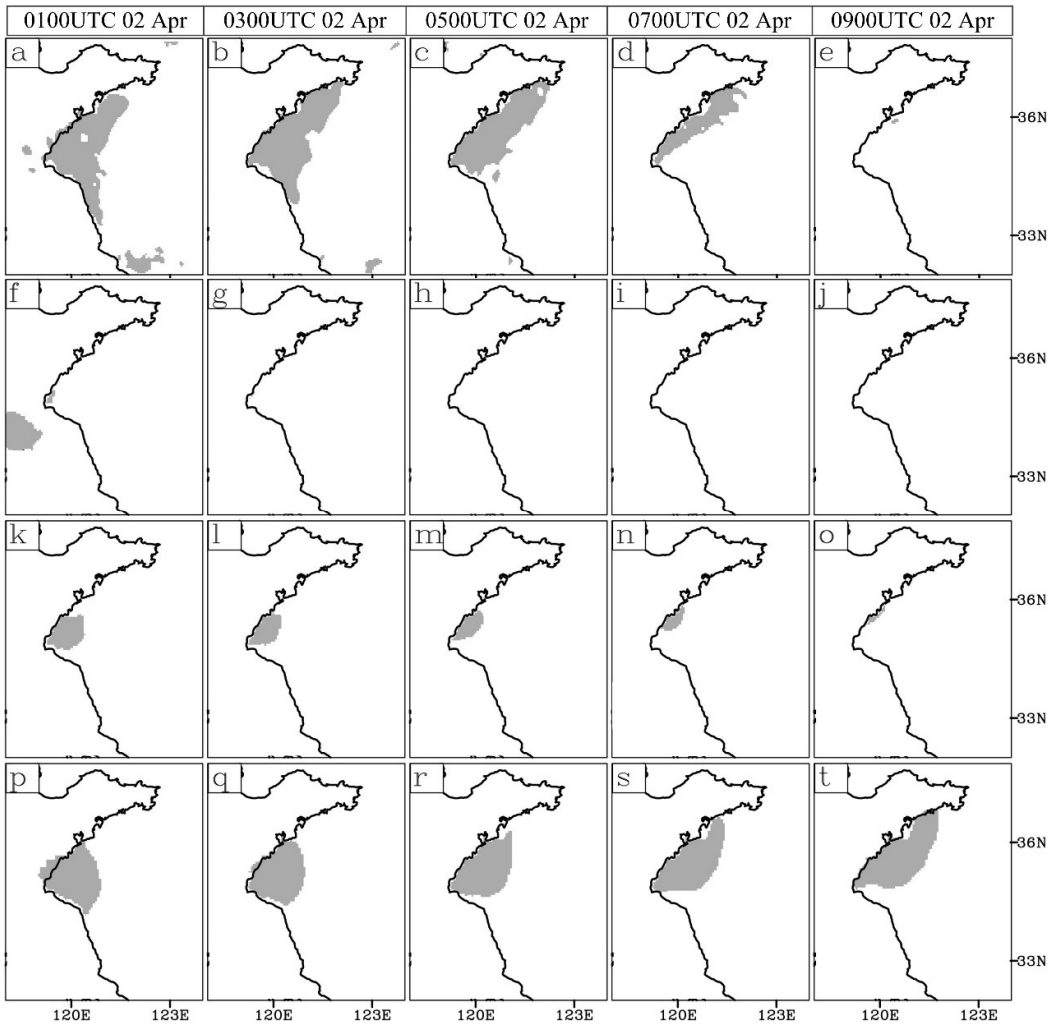 0100UTC 02 Apr 0300UTC 02 Apr 0500UTC 02 Apr 0700UTC 02 Apr 0900UTC 02 Apr
a b c d e
36N
33N
f g h i j
36N
33N
k l m n o
36N
33N
p q r s t
36N
33N
120E 123E 120E 123E 120E 123E 120E 123E 120E 123E